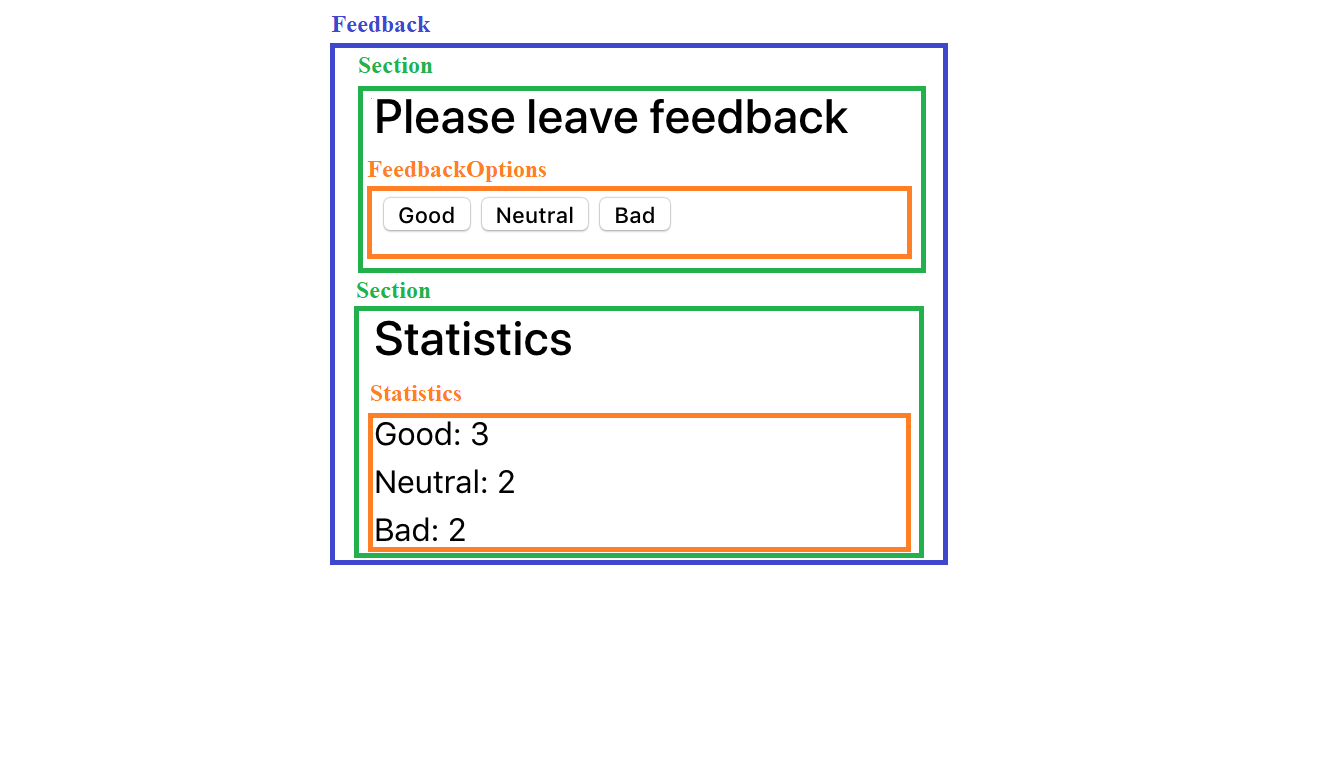 Feedback
Section
Please leave feedback
FeedbackOptions
Good Neutral Bad
Section
Statistics
Statistics
Good: 3
Neutral: 2
Bad: 2